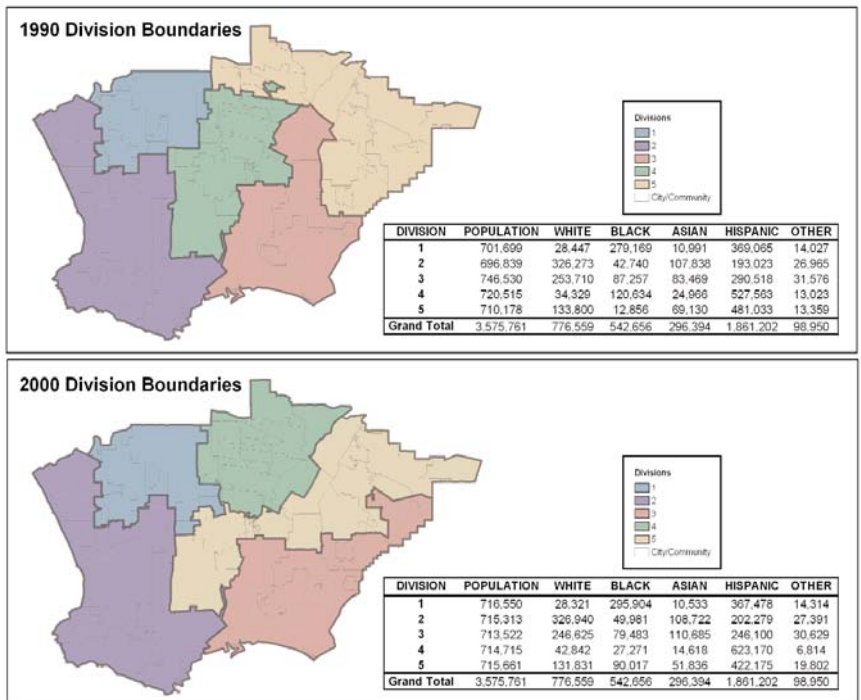 1990 Division Boundaries
Divisions
1
2
3
4
5
City/Community
DIVISION POPULATION WHITE BLACK ASIAN HISPANIC OTHER
1 701,699 28,447 279,169 10,991 369,065 14,027
2 696,839 326,273 42,740 107,838 193,023 26,965
3 746,530 253,710 87,257 83,469 290,518 31,576
4 720,515 34,329 120,634 24,966 527,563 13,023
5 710,178 133,800 12,856 69,130 481,033 13,359
Grand Total 3,575,761 776,559 542,656 296,394 1,861,202 98,950
2000 Division Boundaries
Divisions
1
2
3
4
5
City/Community
DIVISION POPULATION WHITE BLACK ASIAN HISPANIC OTHER
1 716,550 28,321 295,904 10,533 367,478 14,314
2 715,313 326,940 49,981 108,722 202,279 27,391
3 713,522 246,625 79,483 110,685 246,100 30,629
4 714,715 42,842 27,271 14,618 623,170 6,814
5 715,661 131,831 90,017 51,836 422,175 19,802
Grand Total 3,575,761 776,559 542,656 296,394 1,861,202 98,950